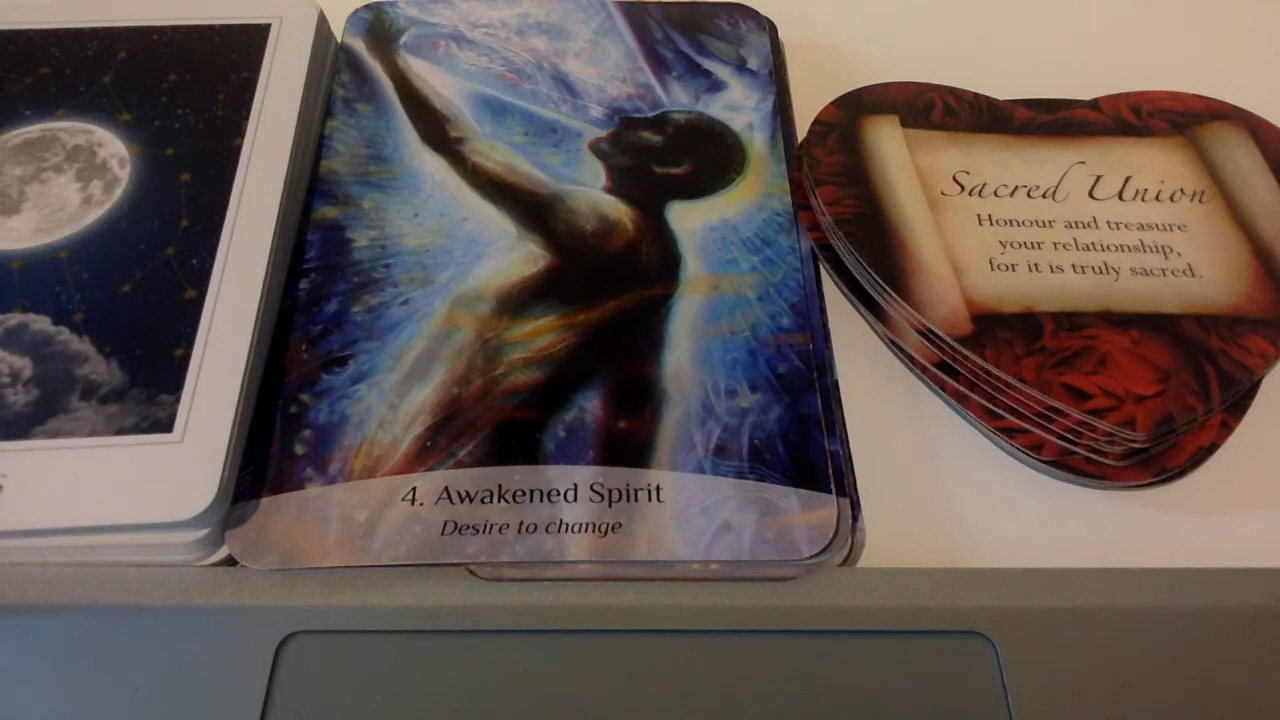 4. Awakened Spirit
Desire to change
Sacred Union
Honour and treasure
your relationship,
for it is truly sacred.